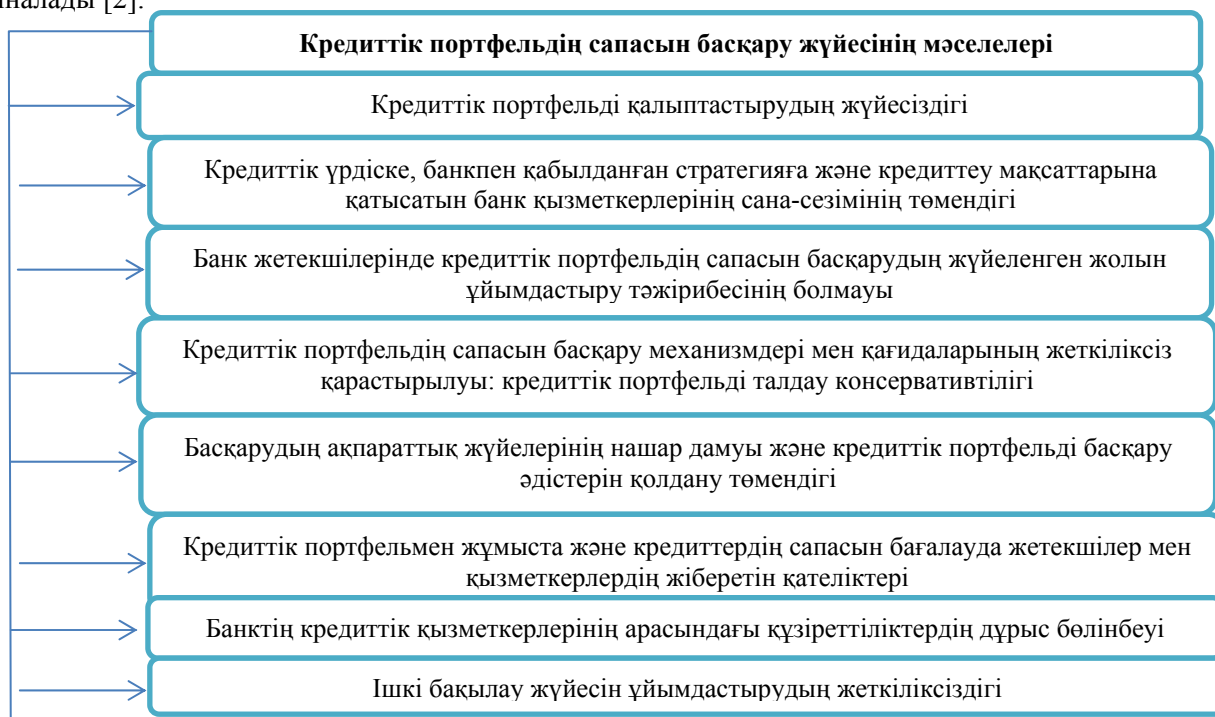 [2].
Кредиттік портфельдің сапасын басқару жүйесінің мәселелері
Кредиттік портфельді қалыптастырудың жүйесіздігі
Кредиттік үрдіске, банкпен қабылданған стратегияға және кредиттеу мақсаттарына
қатысатын банк қызметкерлерінің сана-сезімінің төмендігі
Банк жетекшілерінде кредиттік портфельдің сапасын басқарудың жүйеленген жолын
ұйымдастыру тәжірибесінің болмауы
Кредиттік портфельдің сапасын басқару механизмдері мен қағидаларының жеткіліксіз
қарастырылуы: кредиттік портфельді талдау консервативтілігі
Басқарудың ақпараттық жүйелерінің нашар дамуы және кредиттік портфельді басқару
әдістерін қолдану төмендігі
Кредиттік портфельмен жұмыста және кредиттердің сапасын бағалауда жетекшілер мен
қызметкерлердің жіберетін қателіктері
Банктің кредиттік қызметкерлерінің арасындағы құзіреттіліктердің дұрыс бөлінбеуі
Ішкі бақылау жүйесін ұйымдастырудың жеткіліксіздігі